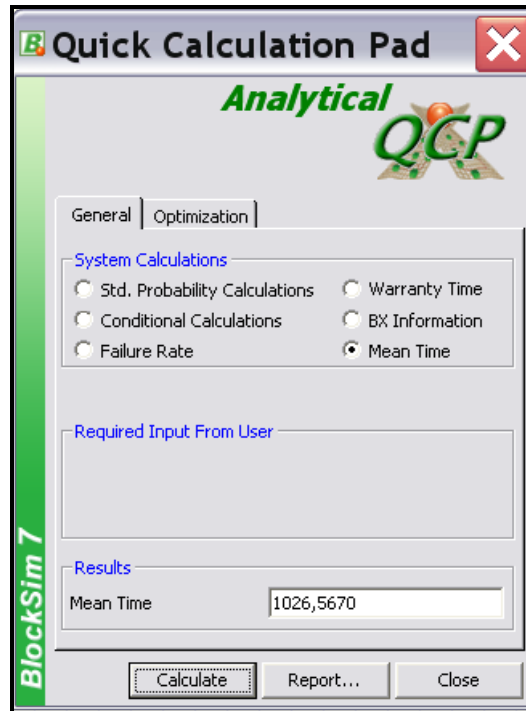 B Quick Calculation Pad
Analytical
QCP
General Optimization
System Calculations
Std. Probability Calculations Warranty Time
Conditional Calculations BX Information
Failure Rate Mean Time
Required Input From User
Results
Mean Time 1026,5670
Calculate Report... Close
BlockSim 7